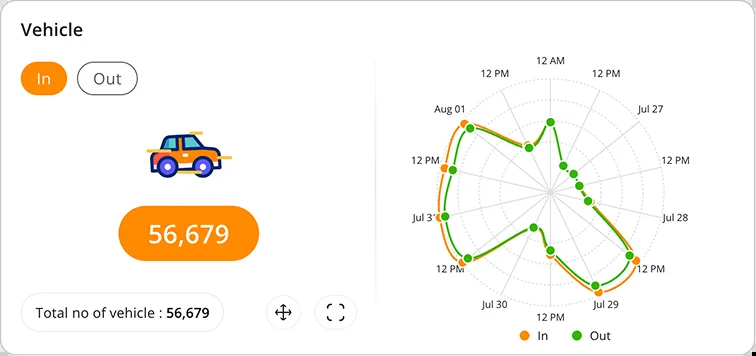 Vehicle
In
Out
56,679
Total no of vehicle : 56,679
12 AM
12 PM
12 PM
Aug 01
Jul 27
12 PM
12 PM
Jul 31
Jul 28
12 PM
12 PM
Jul 30
Jul 29
12 PM
In
Out